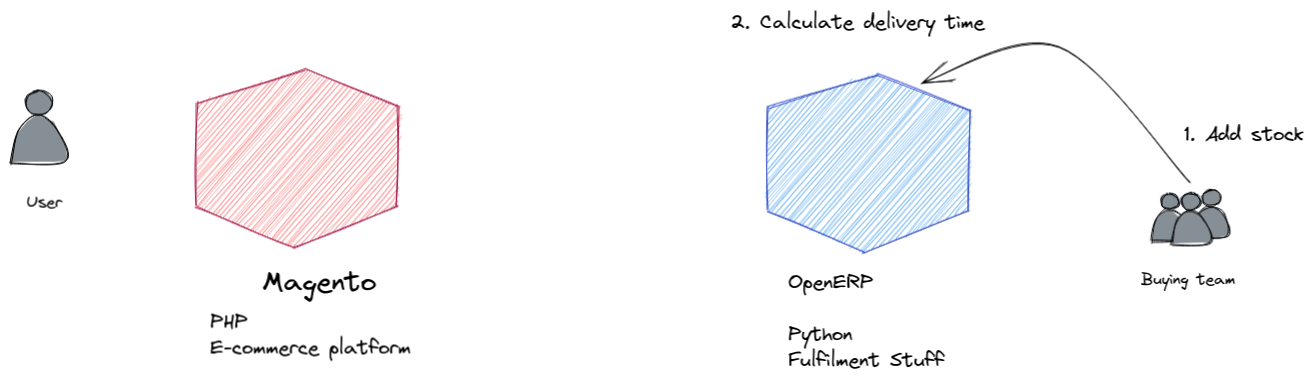 2. Calculate delivery time
1. Add stock
User
Magento
PHP
E-commerce platform
OpenERP
Python
Fulfilment Stuff
Buying team